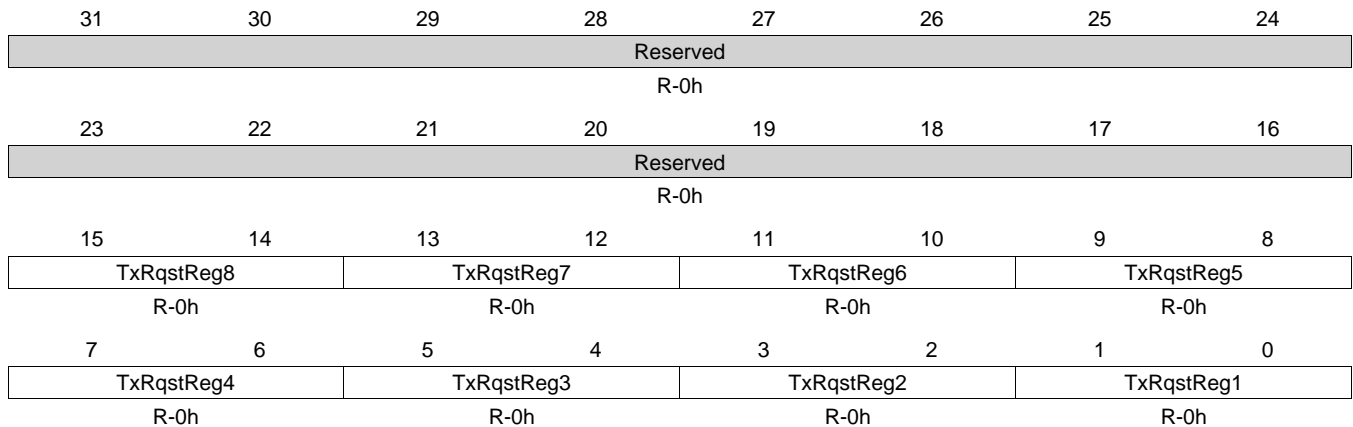 31 30 29 28 27 26 25 24
Reserved
R-0h
23 22 21 20 19 18 17 16
Reserved
R-0h
15 14 13 12 11 10 9 8
TxRqstReg8 TxRqstReg7 TxRqstReg6 TxRqstReg5
R-0h R-0h R-0h R-0h
7 6 5 4 3 2 1 0
TxRqstReg4 TxRqstReg3 TxRqstReg2 TxRqstReg1
R-0h R-0h R-0h R-0h